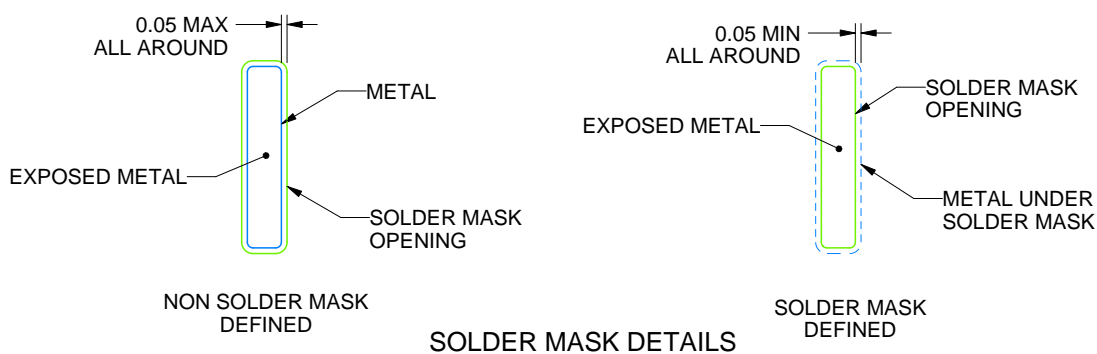 0.05 MAX
ALL AROUND
METAL
EXPOSED METAL
SOLDER MASK
OPENING
NON SOLDER MASK
DEFINED
0.05 MIN
ALL AROUND
SOLDER MASK
OPENING
EXPOSED METAL
METAL UNDER
SOLDER MASK
SOLDER MASK
DEFINED
SOLDER MASK DETAILS